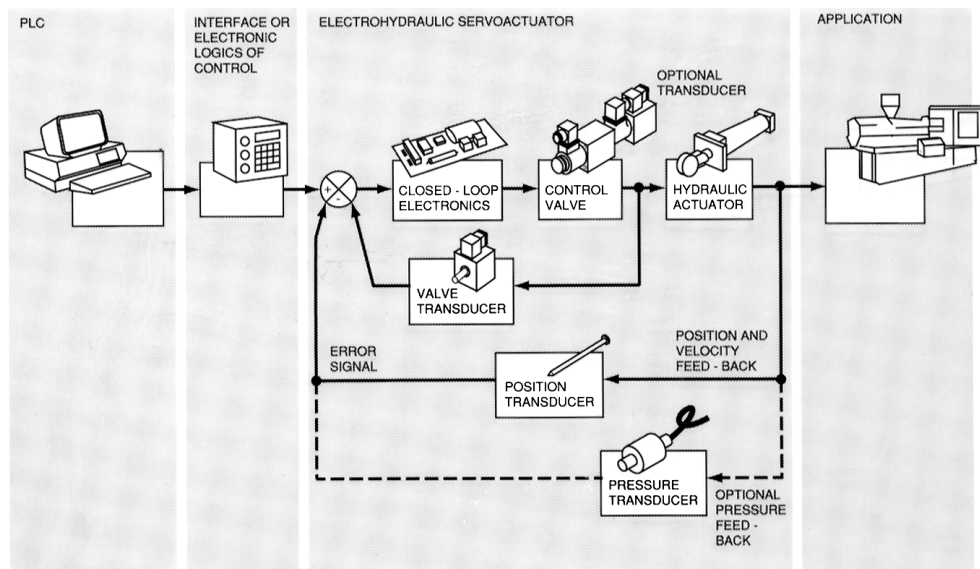 PLC
INTERFACE OR
ELECTRONIC
LOGICS OF
CONTROL
ELECTROHYDRAULIC SERVOACTUATOR
APPLICATION
OPTIONAL
TRANSDUCER
+
-
CLOSED - LOOP
ELECTRONICS
CONTROL
VALVE
HYDRAULIC
ACTUATOR
VALVE
TRANSDUCER
ERROR
SIGNAL
POSITION
TRANSDUCER
POSITION AND
VELOCITY
FEED - BACK
PRESSURE
TRANSDUCER
OPTIONAL
PRESSURE
FEED -
BACK